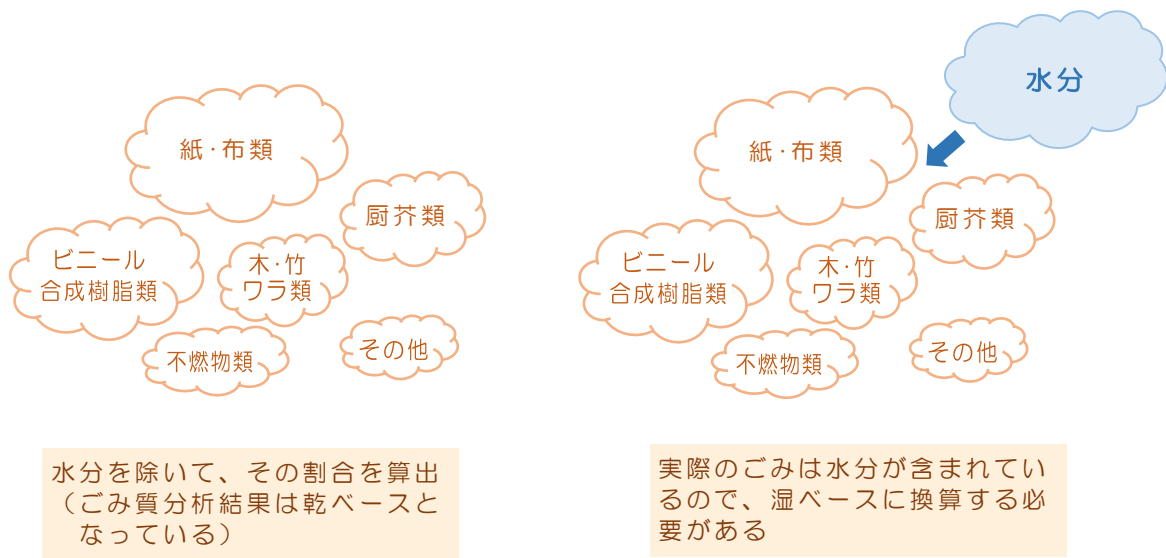 紙・布類
厨芥類
ビニール
合成樹脂類
木・竹
ワラ類
不燃物類
その他
水分を除いて、その割合を算出
（ごみ質分析結果は乾ベースと
なっている）
水分
紙・布類
厨芥類
ビニール
合成樹脂類
木・竹
ワラ類
不燃物類
その他
実際のごみは水分が含まれてい
るので、湿ベースに換算する必
要がある